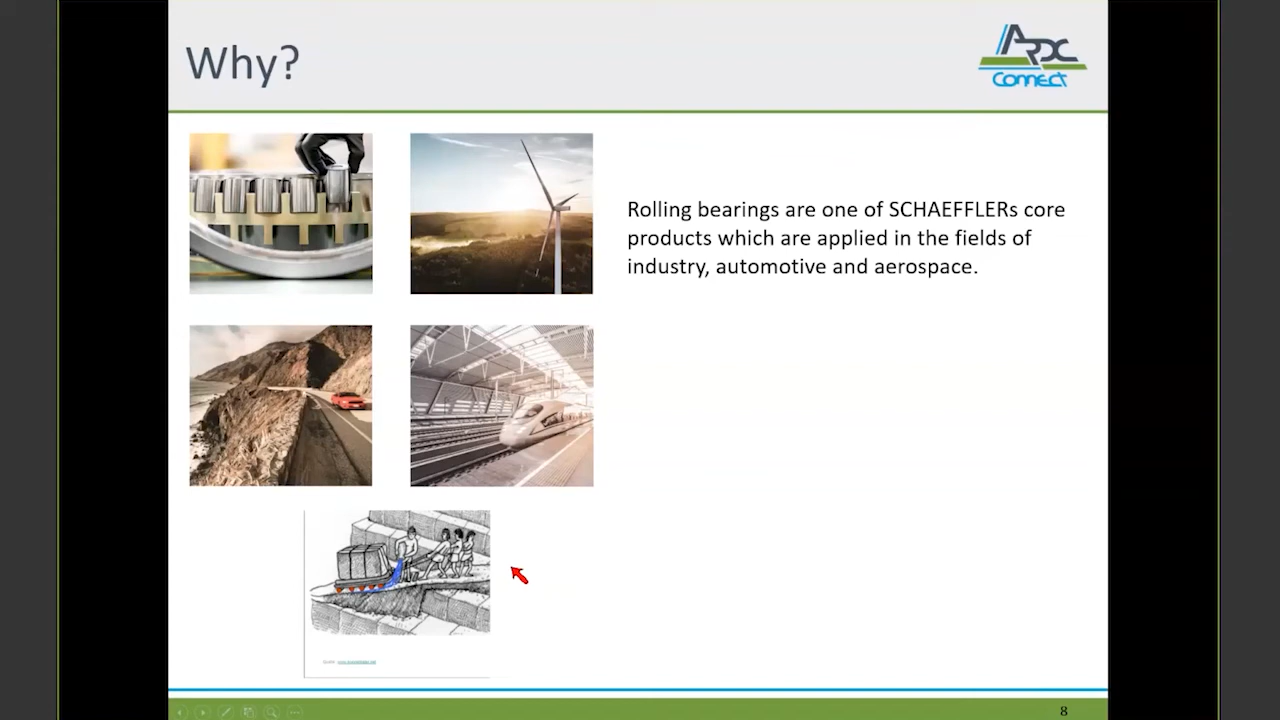 Why?
ARDC
Connect
Rolling bearings are one of SCHAEFFLERs core
products which are applied in the fields of
industry, automotive and aerospace.
8